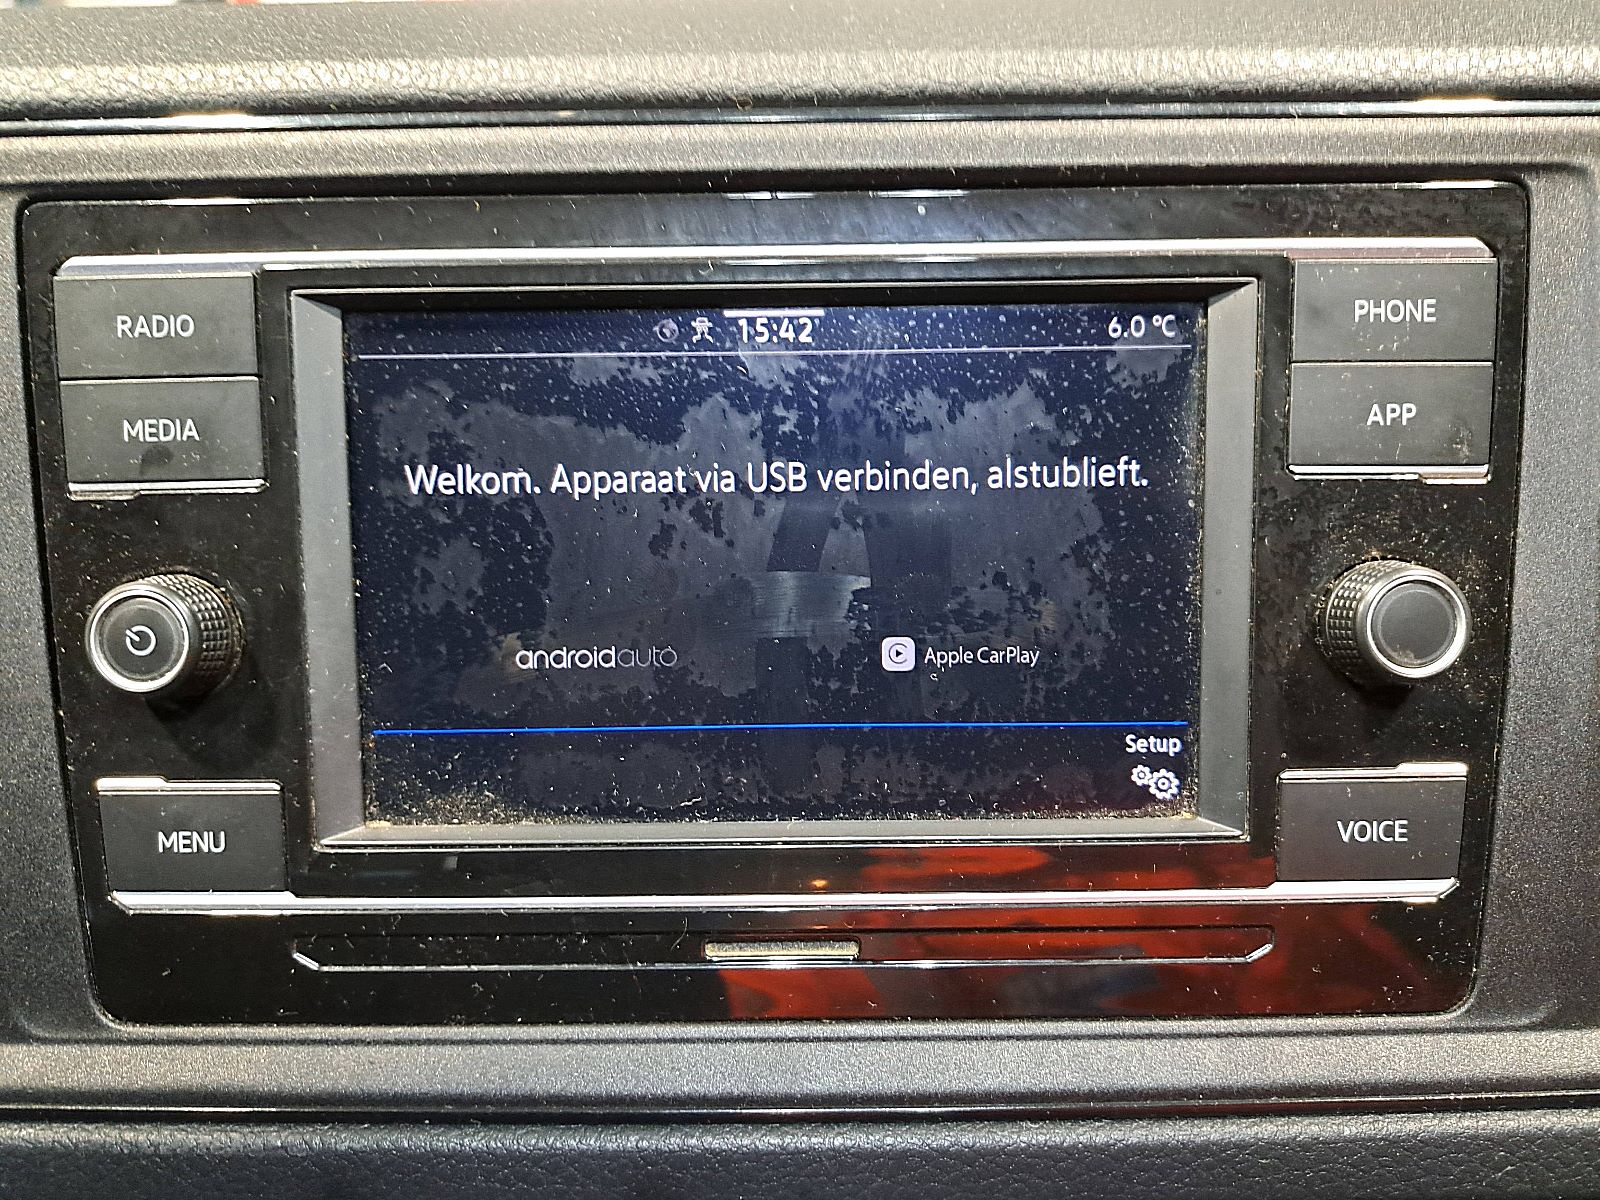 RADIO
MEDIA
MENU
15:42
6.0 °C
Welkom. Apparaat via USB verbinden, alstublieft.
androidauto
Apple CarPlay
Setup
PHONE
APP
VOICE